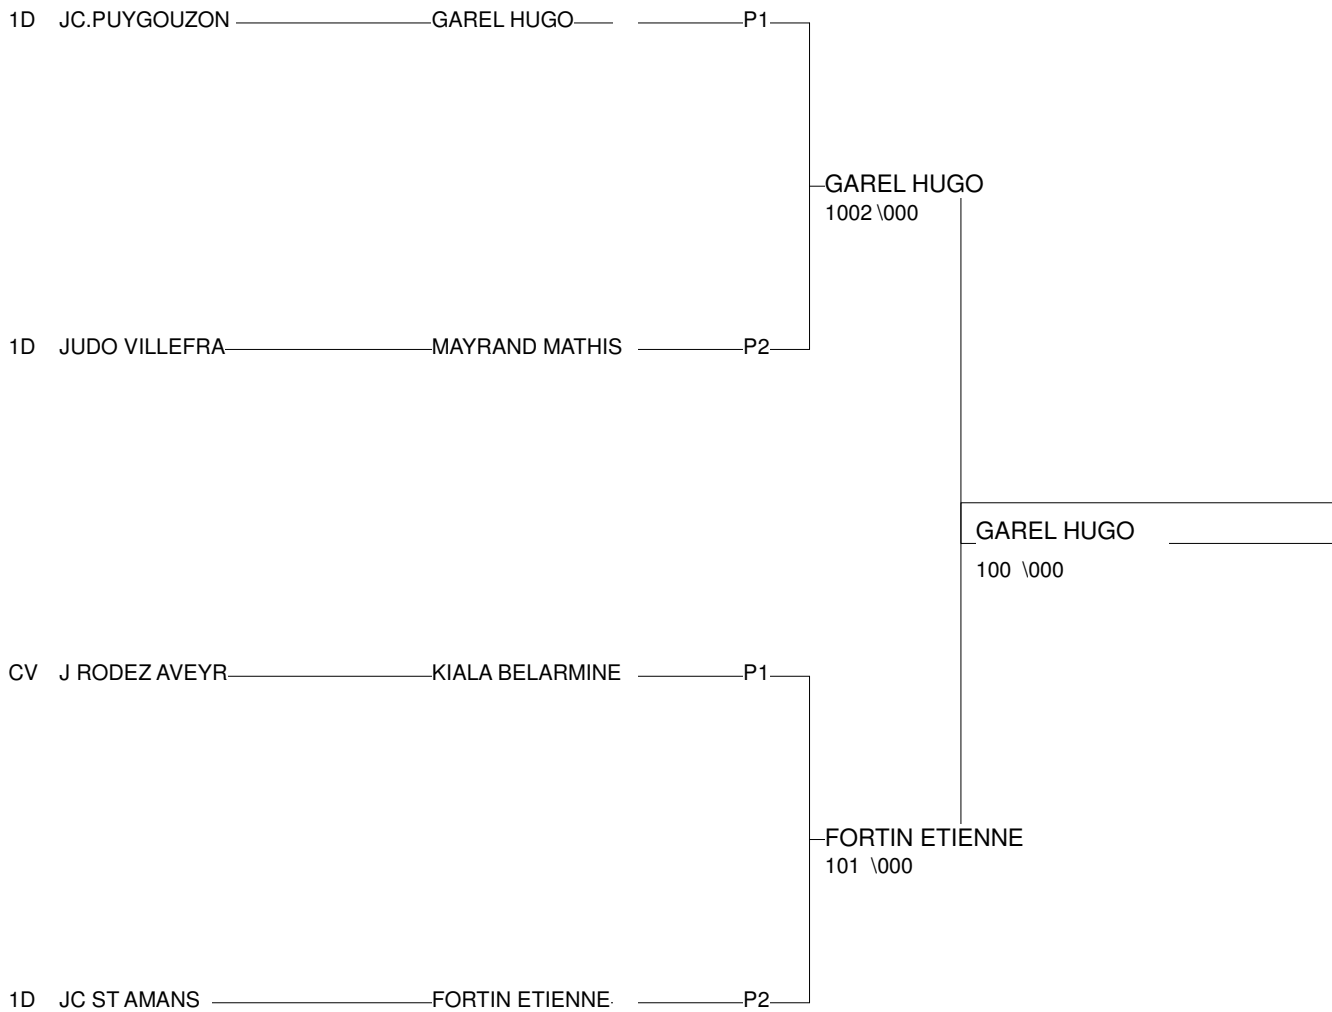 1D JC.PUYGOUZON GAREL HUGO P1
GAREL HUGO
1002 \000
1D JUDO VILLEFRA MAYRAND MATHIS P2
GAREL HUGO
100 \000
CV J RODEZ AVEYR KIALA BELARMINE P1
FORTIN ETIENNE
101 \000
1D JC ST AMANS FORTIN ETIENNE P2